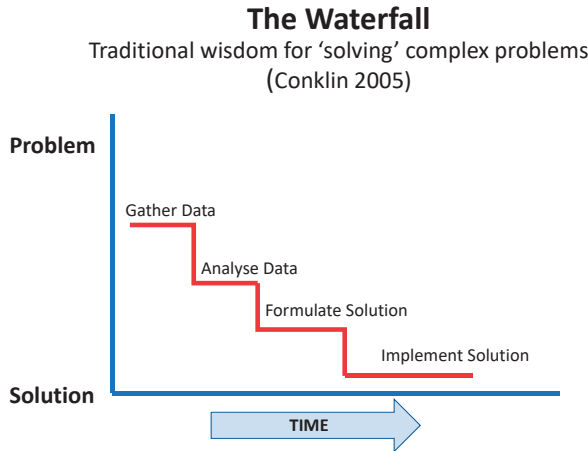 The Waterfall
Traditional wisdom for ‘solving’ complex problems
(Conklin 2005)
Problem
Gather Data
Analyse Data
Formulate Solution
Implement Solution
Solution
TIME